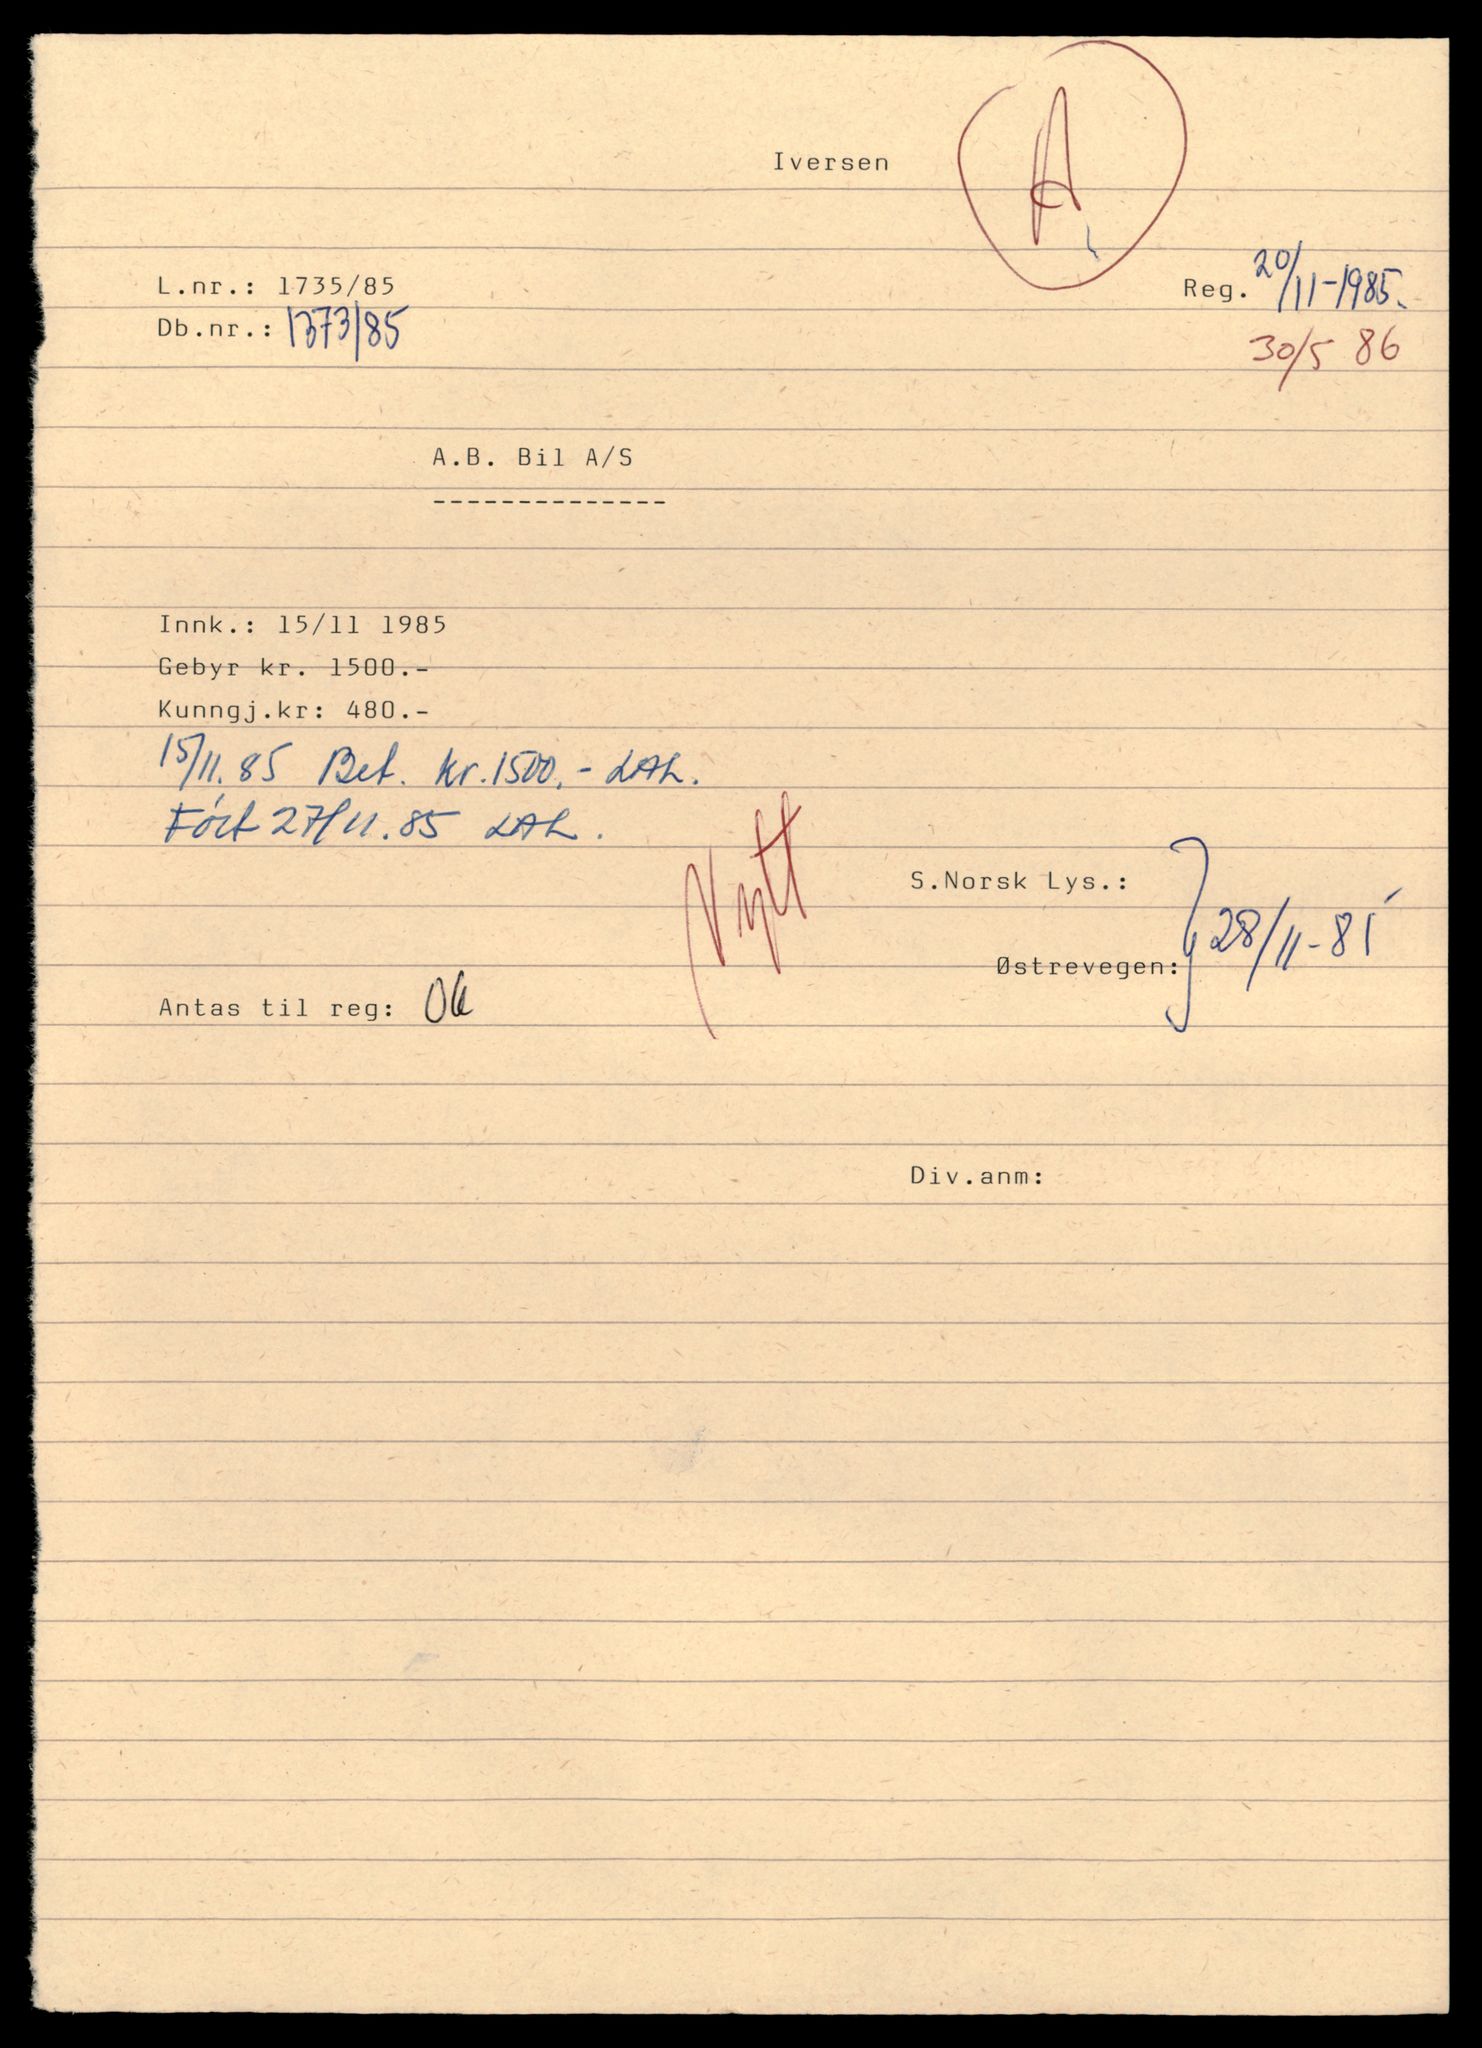 A
Iversen
L.nr.: 1735/85
Reg. 20/11-1985.
Db.nr.: 1373/85
30/5 86
A.B. Bil A/S
--------------
Innk.: 15/11 1985
Gebyr kr. 1500.-
Kunngj.kr: 480.-
15/11.85 Bet. kr.1500.- LAL.
Ført 27/11.85 LAL.
Nytt
S.Norsk Lys.:
28/11-85
Østrevegen:
Antas til reg: Ok
Div.anm: